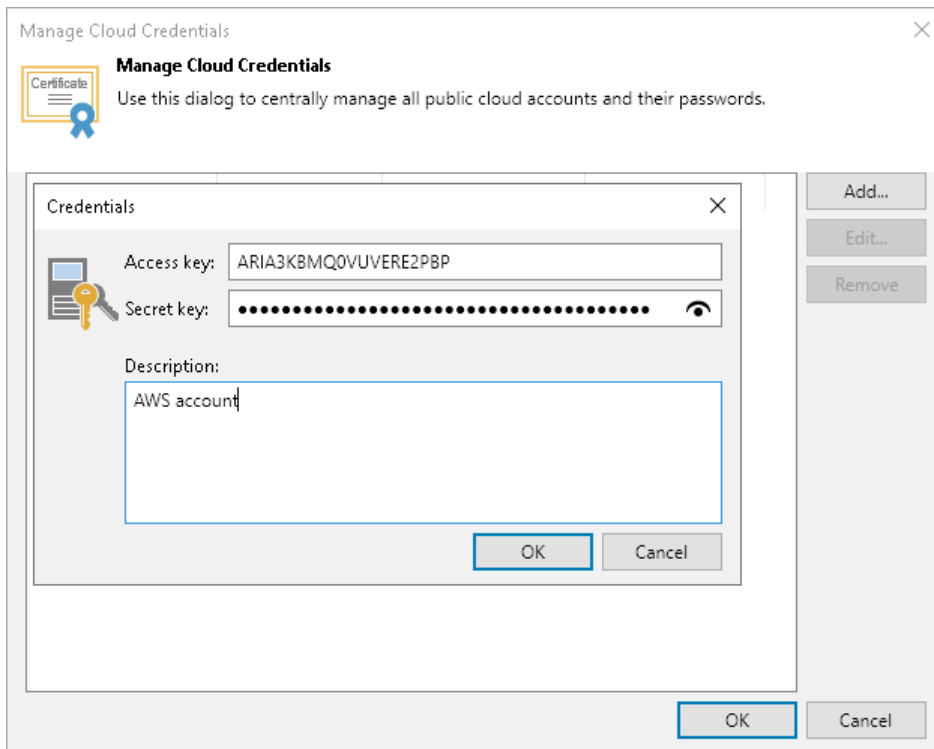 Manage Cloud Credentials
Certificate
Manage Cloud Credentials
Use this dialog to centrally manage all public cloud accounts and their passwords.
Add...
Edit...
Remove
Credentials
Access key: ARIA3KBMQ0VUVERE2PBP
Secret key: ••••••••••••••••••••••••••••••••••••••
Description:
AWS account
OK Cancel
OK Cancel